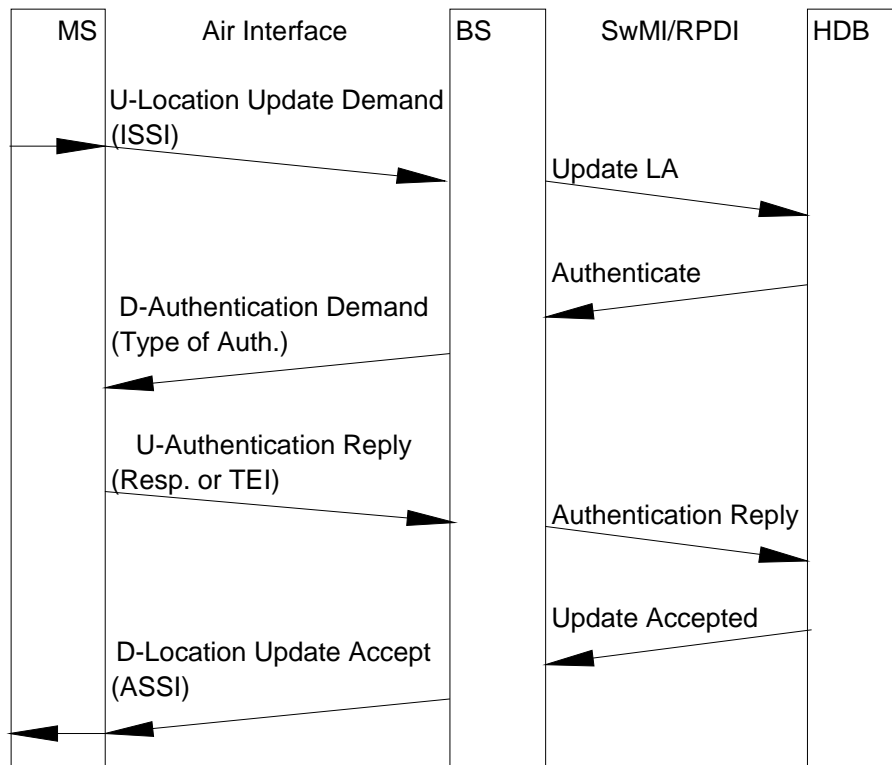 MS Air Interface BS SwMI/RPDI HDB
U-Location Update Demand
(ISSI)
Update LA
Authenticate
D-Authentication Demand
(Type of Auth.)
U-Authentication Reply
(Resp. or TEI)
Authentication Reply
Update Accepted
D-Location Update Accept
(ASSI)